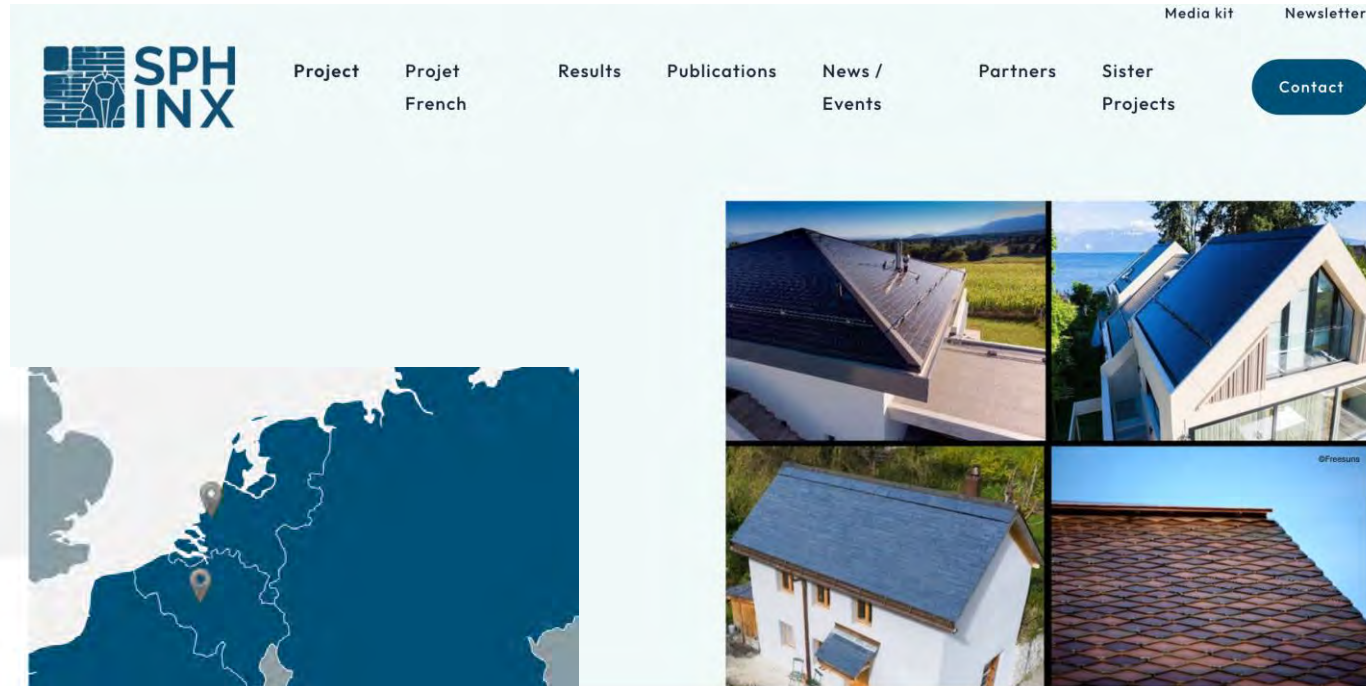 Media kit Newsletter
SPH
INX
Project Projet French Results Publications News / Events Partners Sister Projects Contact
©Freesuns